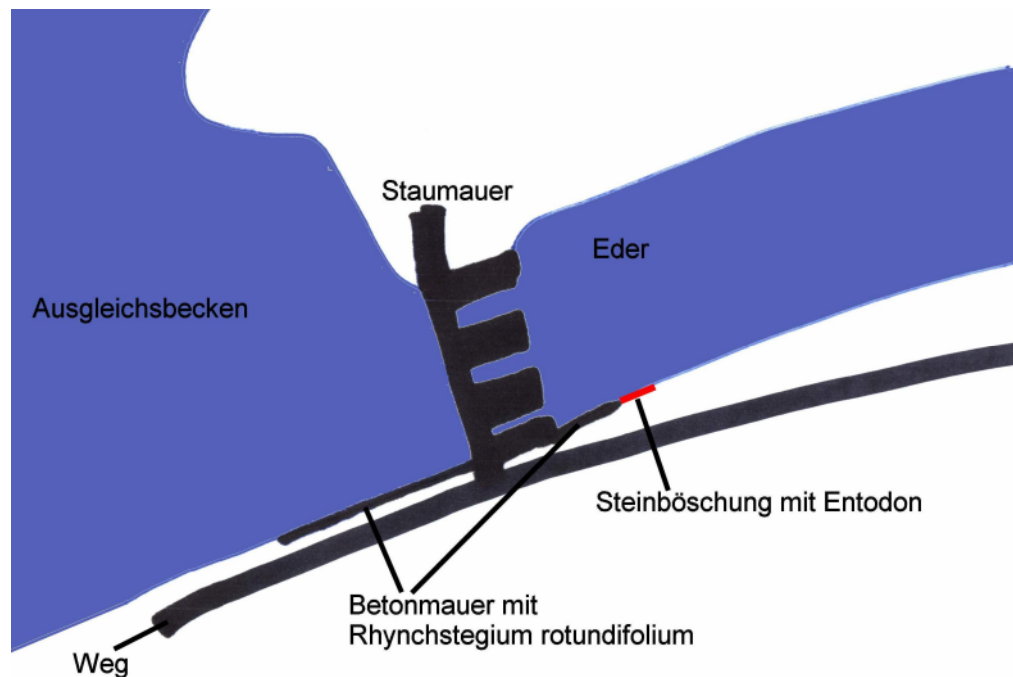 Staumauer
Eder
Ausgleichsbecken
Steinböschung mit Entodon
Betonmauer mit
Rhynchstegium rotundifolium
Weg